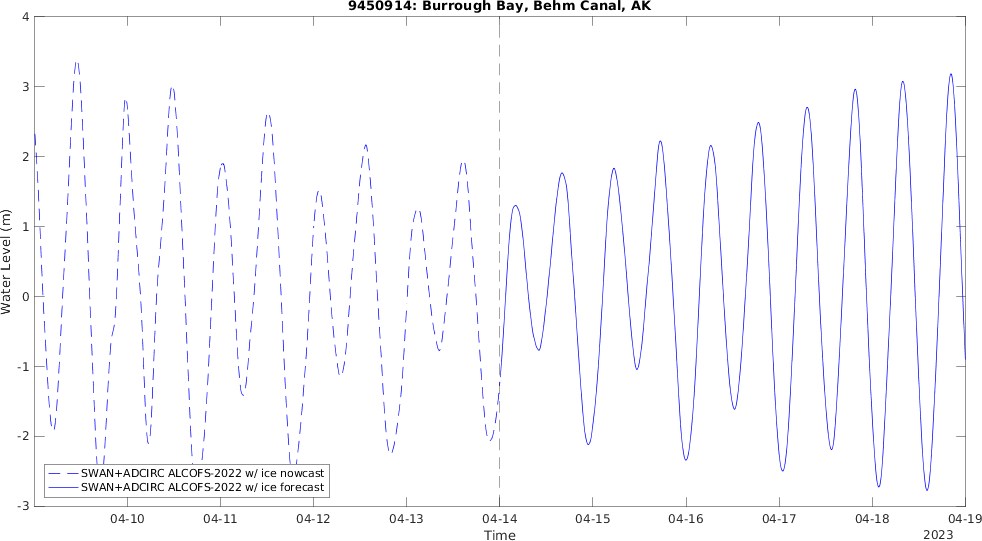 9450914: Burrough Bay, Behm Canal, AK
4
3
2
1
0
-1
-2
-3
Water Level (m)
SWAN+ADCIRC ALCOFS-2022 w/ ice nowcast
SWAN+ADCIRC ALCOFS-2022 w/ ice forecast
04-10 04-11 04-12 04-13 04-14 04-15 04-16 04-17 04-18 04-19
Time
2023